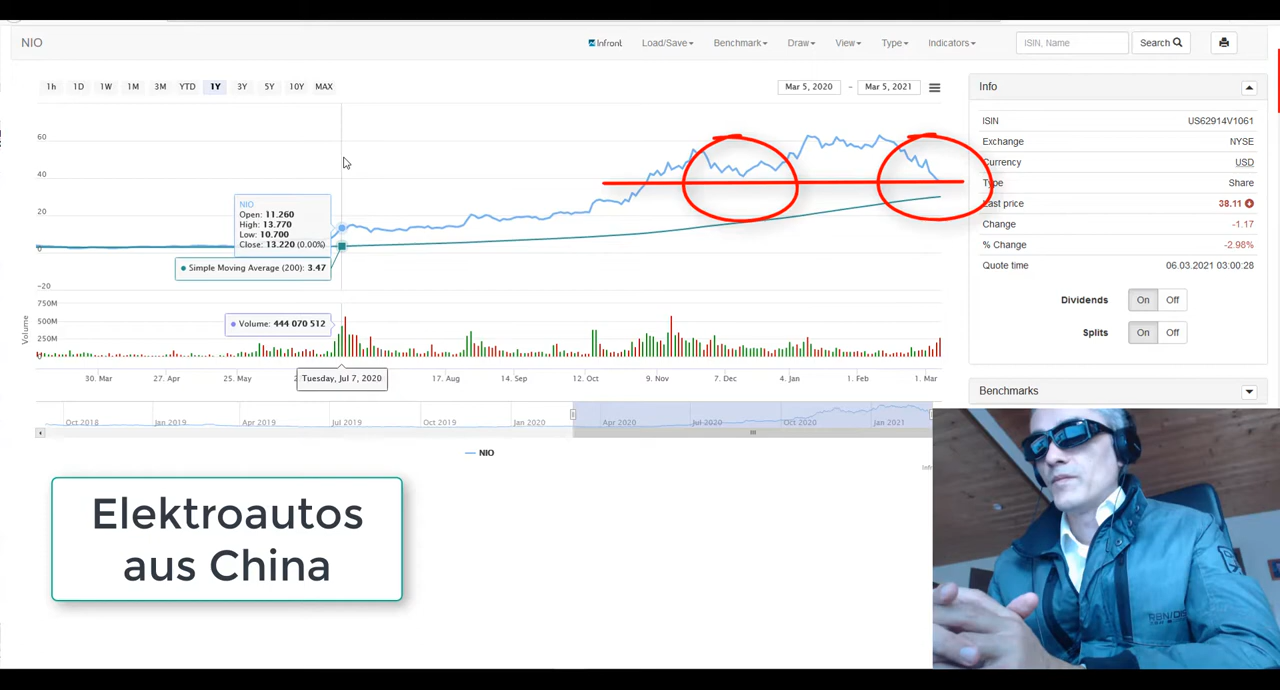 NIO
Infront Load/Save Benchmark Draw View Type Indicators ISIN, Name Search
1h 1D 1W 1M 3M YTD 1Y 3Y 5Y 10Y MAX
Mar 5, 2020 – Mar 5, 2021
60
40
20
0
-20
NIO
Open: 11.260
High: 13.770
Low: 10.700
Close: 13.220 (0.00%)
Simple Moving Average (200): 3.47
Volume
750M
500M
250M
Volume: 444 070 512
30. Mar 27. Apr 25. May Tuesday, Jul 7, 2020 17. Aug 14. Sep 12. Oct 9. Nov 7. Dec 4. Jan 1. Feb 1. Mar
Oct 2018 Jan 2019 Apr 2019 Jul 2019 Oct 2019 Jan 2020 Apr 2020 Jul 2020 Oct 2020 Jan 2021
NIO
Info
ISIN US62914V1061
Exchange NYSE
Currency USD
Type Share
Last price 38.11
Change -1.17
% Change -2.98%
Quote time 06.03.2021 03:00:28
Dividends On Off
Splits On Off
Benchmarks
Elektroautos
aus China